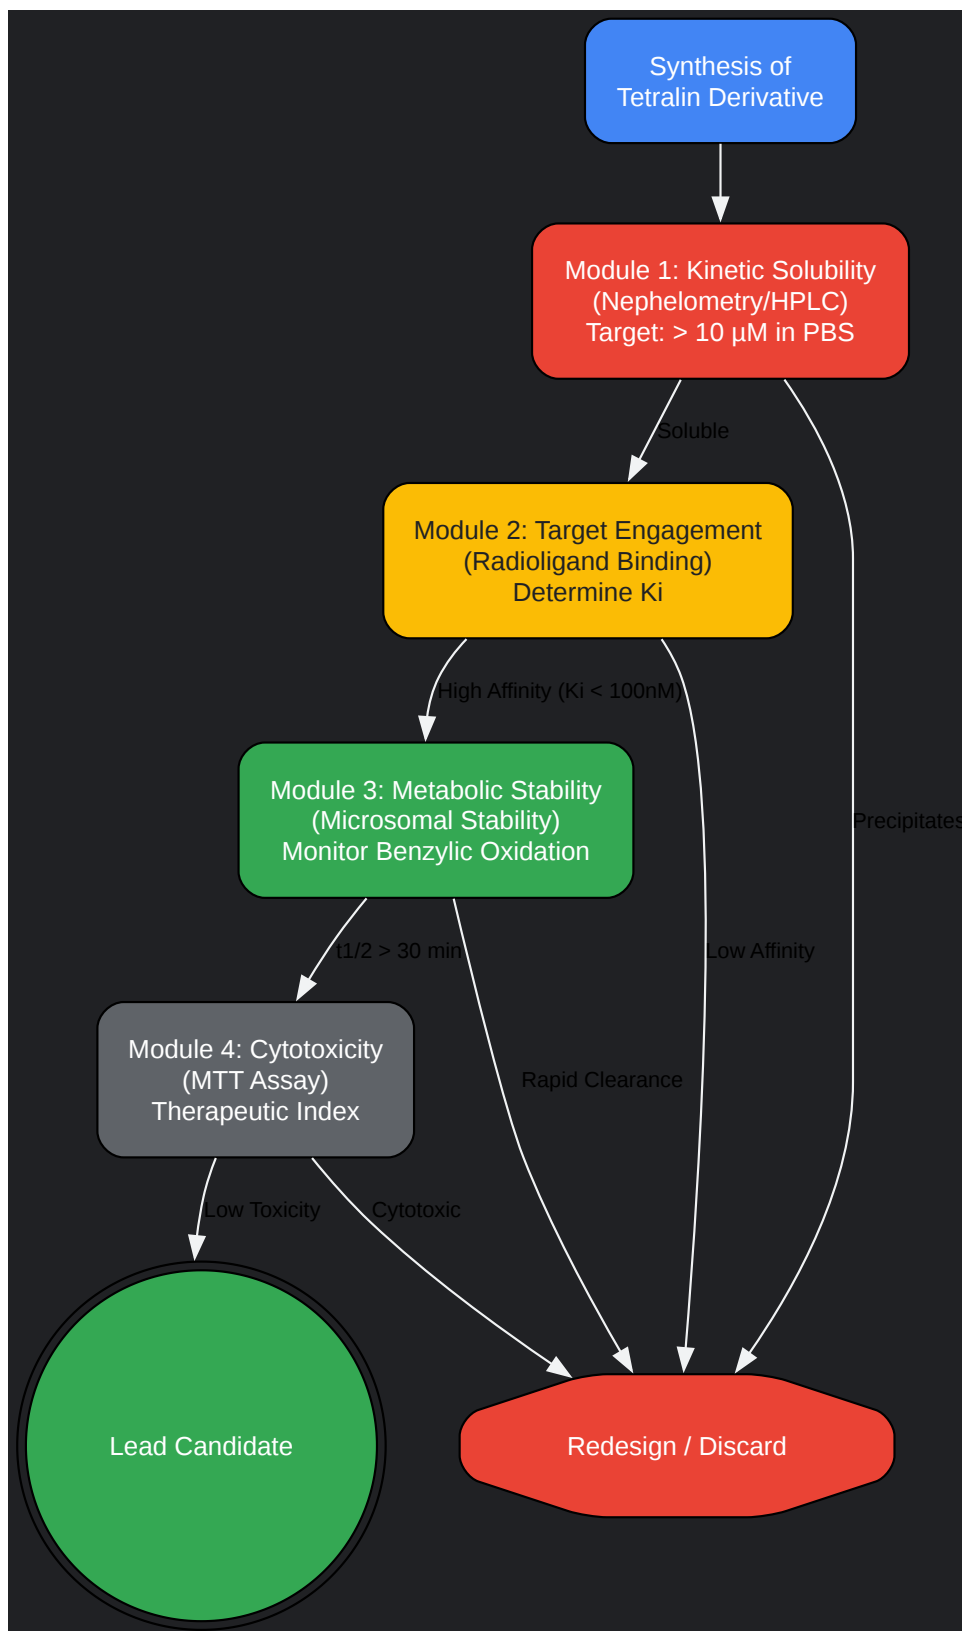 Synthesis of
Tetralin Derivative
Module 1: Kinetic Solubility
(Nephelometry/HPLC)
Target: > 10 µM in PBS
Soluble
Module 2: Target Engagement
(Radioligand Binding)
Determine Ki
High Affinity (Ki < 100nM)
Module 3: Metabolic Stability
(Microsomal Stability)
Monitor Benzylic Oxidation
Precipitates
t1/2 > 30 min
Low Affinity
Module 4: Cytotoxicity
(MTT Assay)
Therapeutic Index
Rapid Clearance
Low Toxicity
Cytotoxic
Lead Candidate
Redesign / Discard